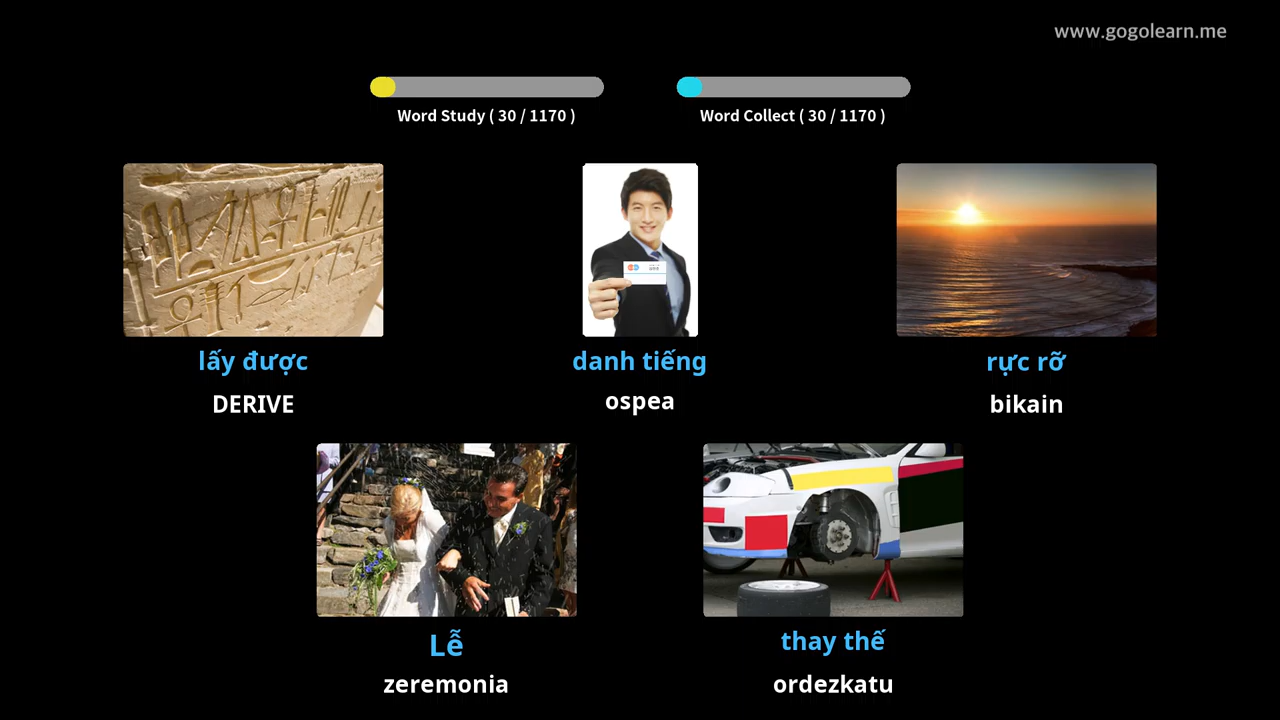 www.gogolearn.me
Word Study ( 30 / 1170 )
Word Collect ( 30 / 1170 )
lấy được
danh tiếng
rực rỡ
DERIVE
ospea
bikain
Lễ
thay thế
zeremonia
ordezkatu